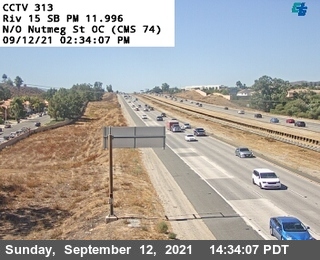 CCTV 313
Riv 15 SB PM 11.996
N/O Nutmeg St OC (CMS 74)
09/12/21 02:34:07 PM
Sunday, September 12, 2021 14:34:07 PDT